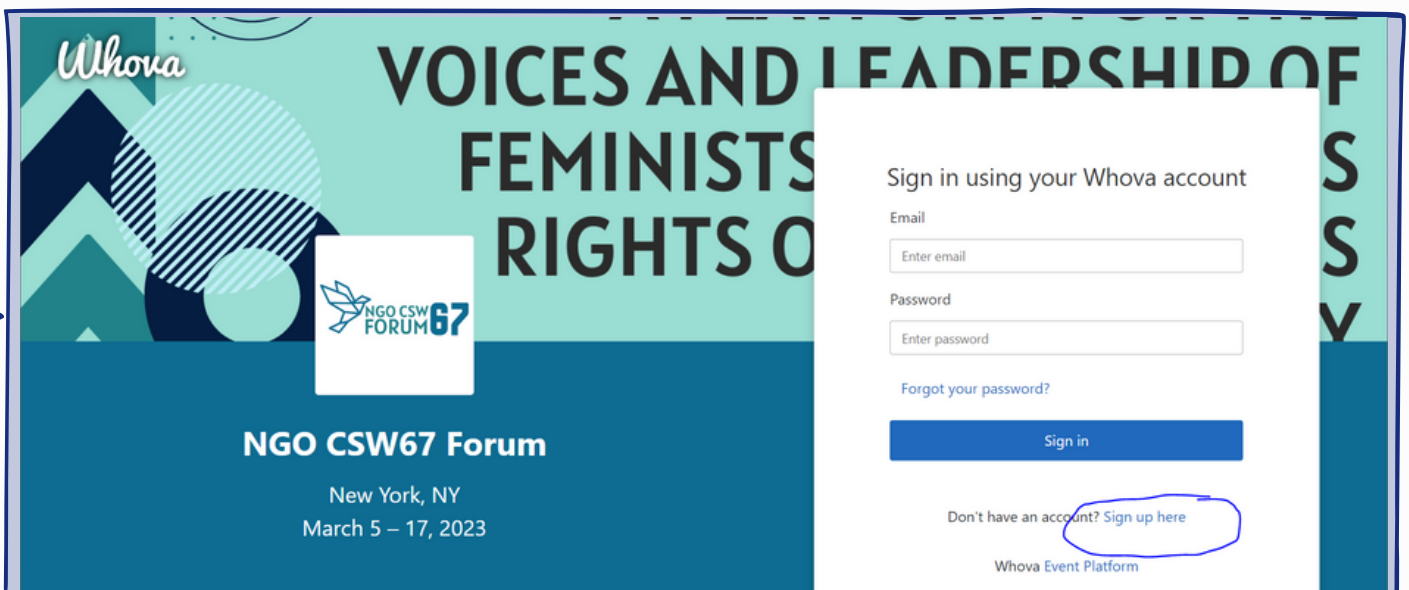 Whova
VOICES AND LEADERSHIP OF
FEMINISTS S
RIGHTS O S
Y
NGO CSW
FORUM 67
NGO CSW67 Forum
New York, NY
March 5 – 17, 2023
Sign in using your Whova account
Email
Enter email
Password
Enter password
Forgot your password?
Sign in
Don't have an account? Sign up here
Whova Event Platform